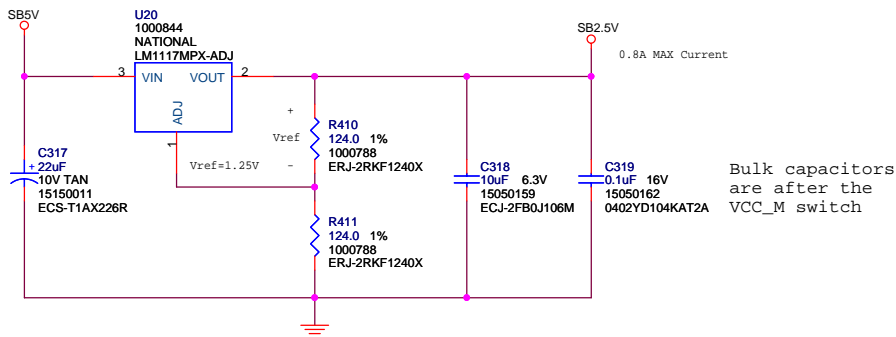 SB5V
U20
1000844
NATIONAL
LM1117MPX-ADJ
3
VIN
VOUT
2
ADJ
1
SB2.5V
0.8A MAX Current
+
Vref
-
Vref=1.25V
R410
124.0 1%
1000788
ERJ-2RKF1240X
C317
+
22uF
10V TAN
15150011
ECS-T1AX226R
R411
124.0 1%
1000788
ERJ-2RKF1240X
C318
10uF 6.3V
15050159
ECJ-2FB0J106M
C319
0.1uF 16V
15050162
0402YD104KAT2A
Bulk capacitors
are after the
VCC_M switch